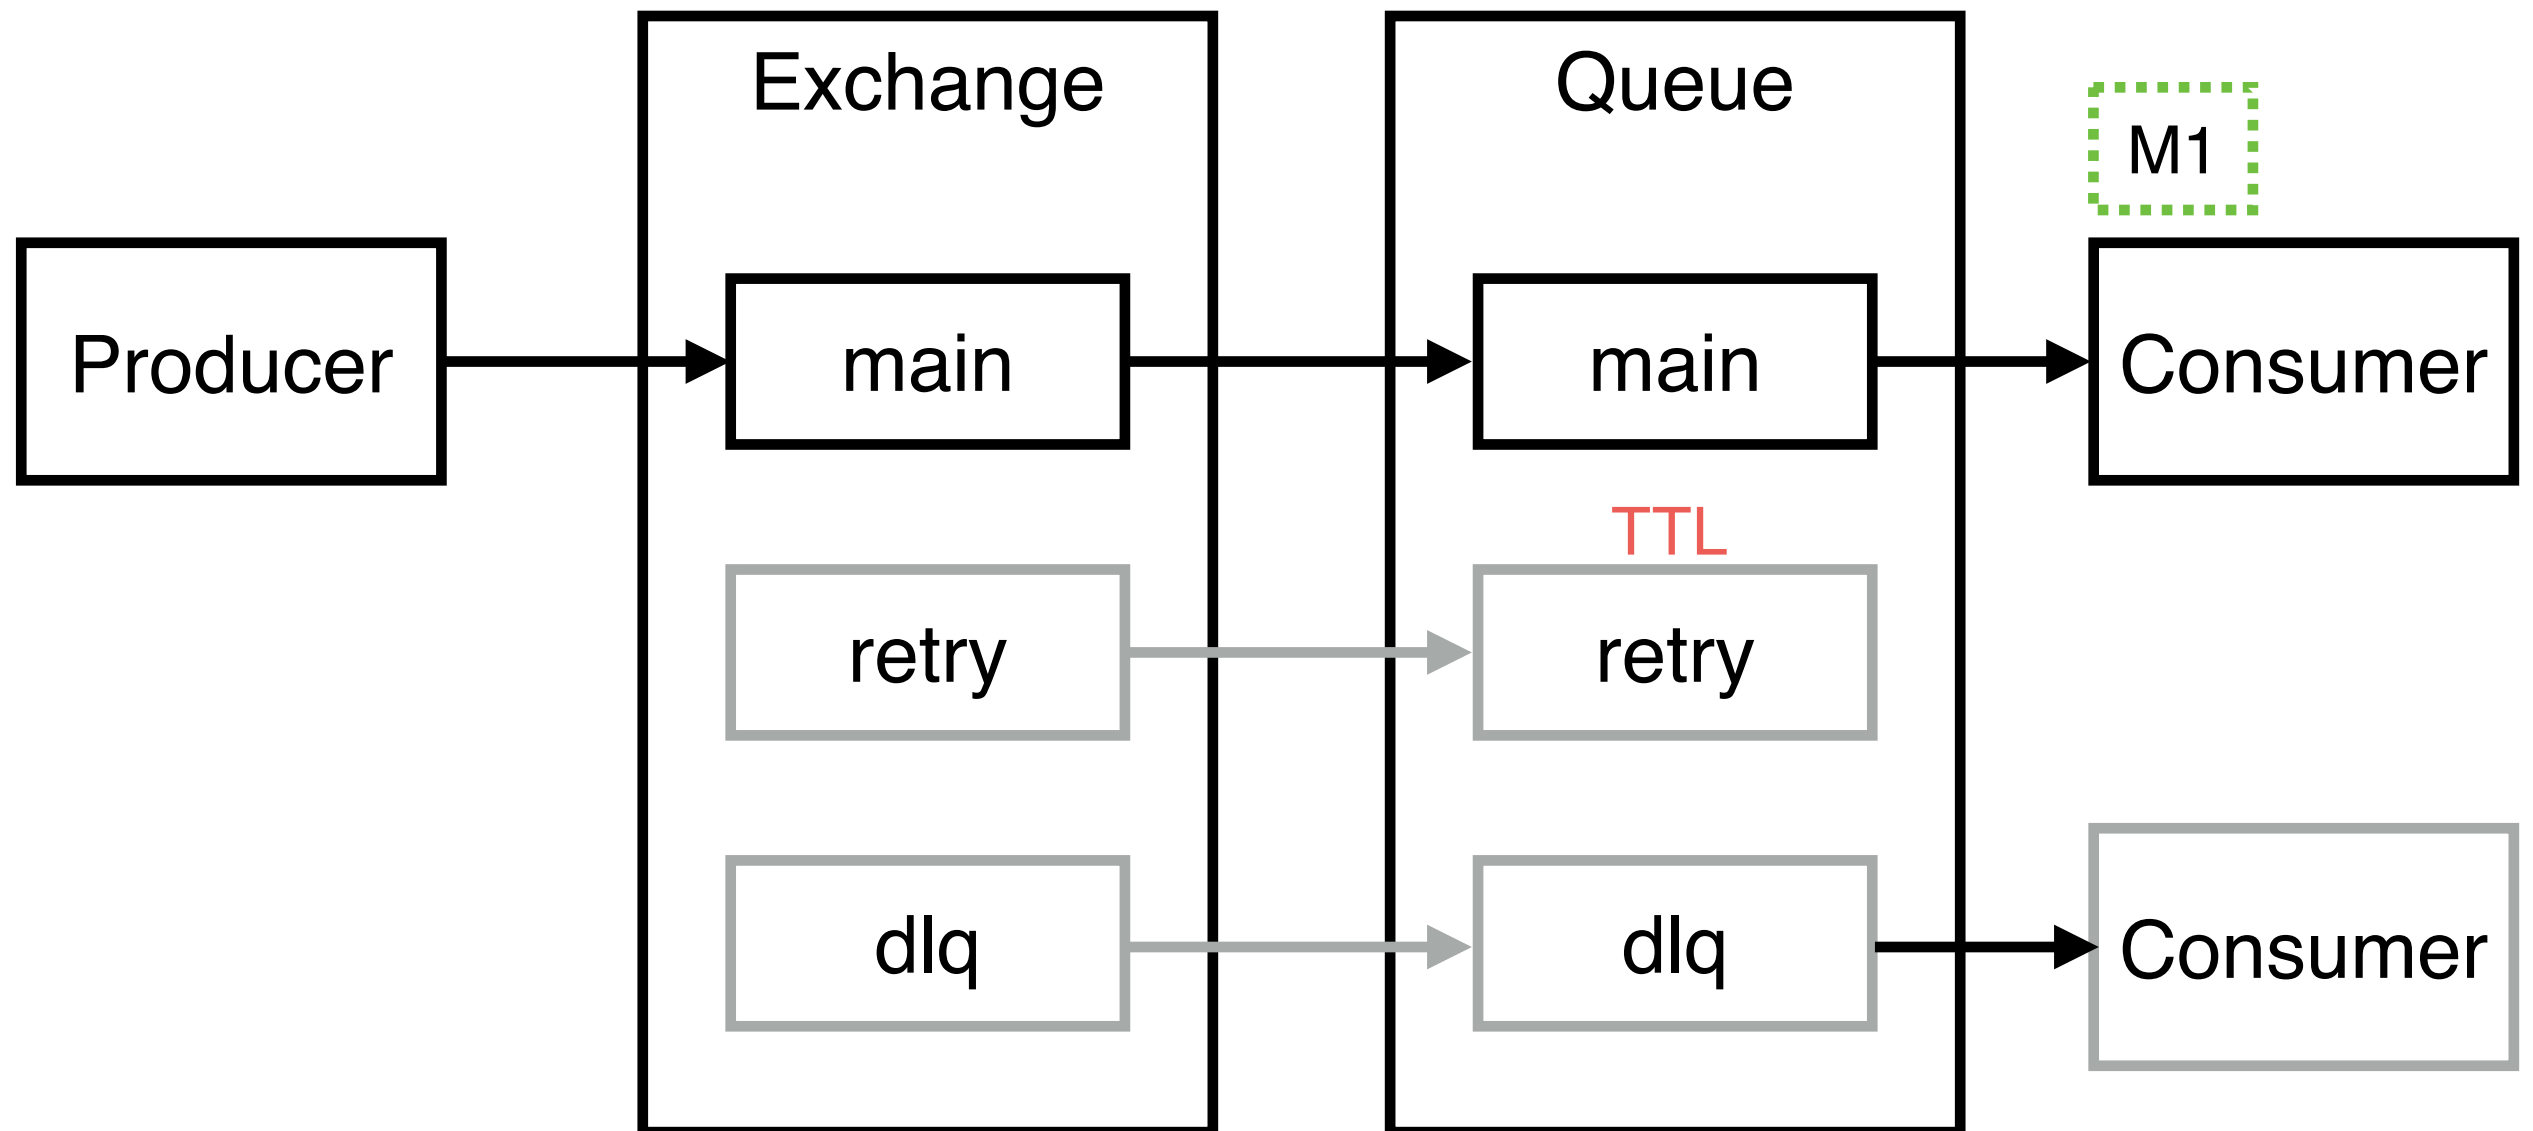 Exchange
Queue
M1
Producer
main
main
Consumer
TTL
retry
retry
dlq
dlq
Consumer